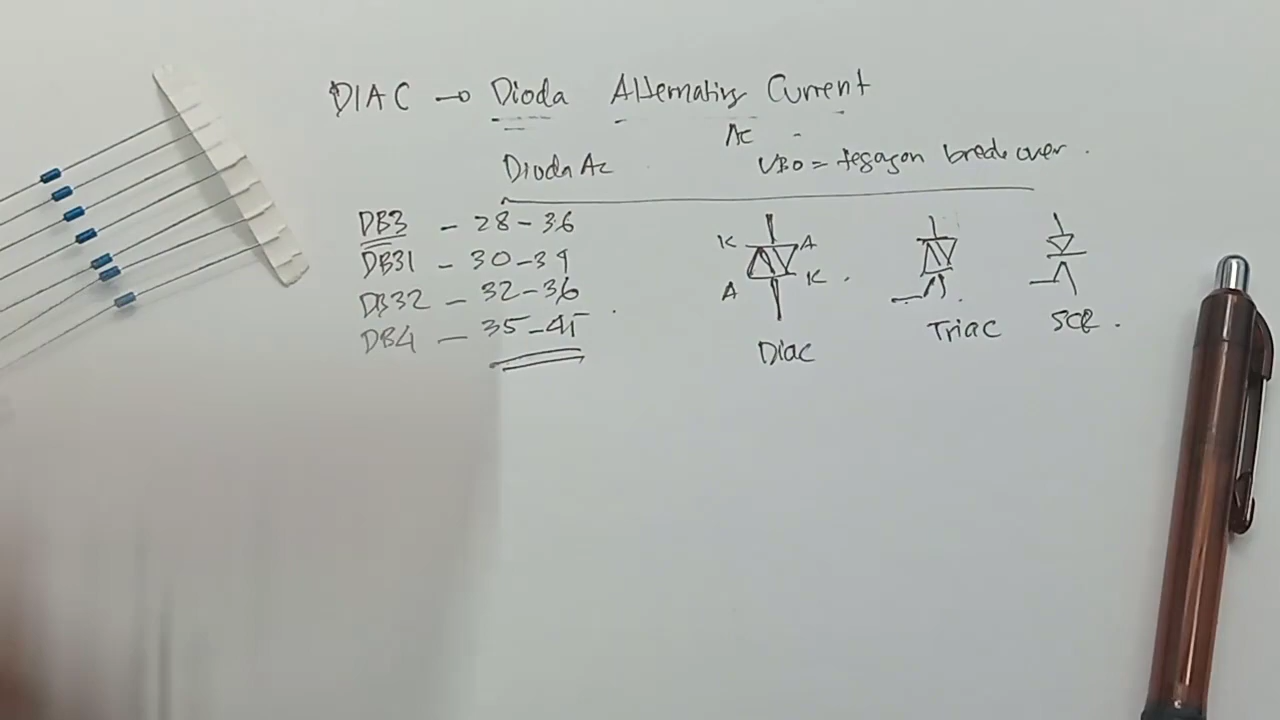 DIAC → Dioda Alternating Current
AC
Dioda AC
VBO = tegagan break over.
DB3 - 28-36
DB31 - 30-34
DB32 - 32-36
DB4 - 35-45
K A
A K
Diac
Triac
SCR.